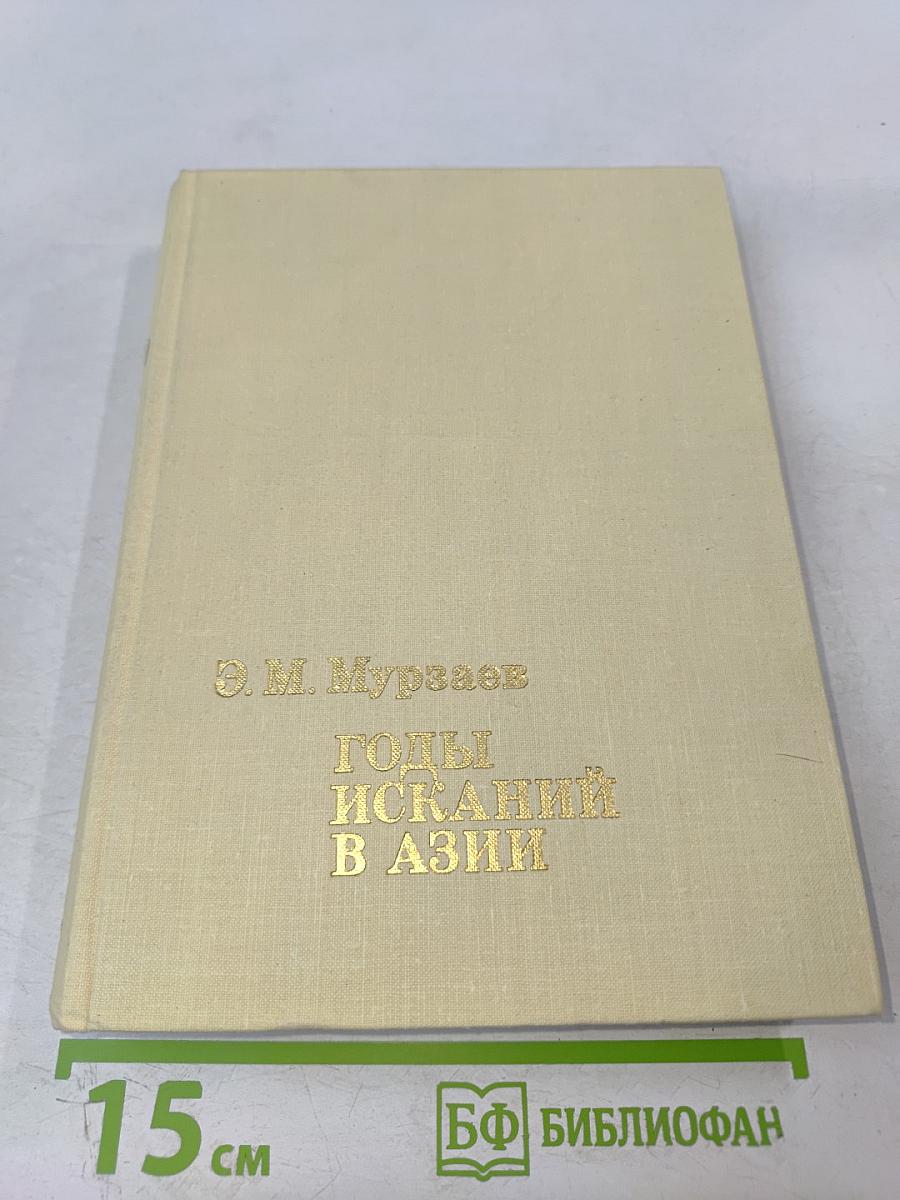 Э. М. Мурзаев
ГОДЫ
ИСКАНИЙ
В АЗИИ
15 см
БФ БИБЛИОФАН